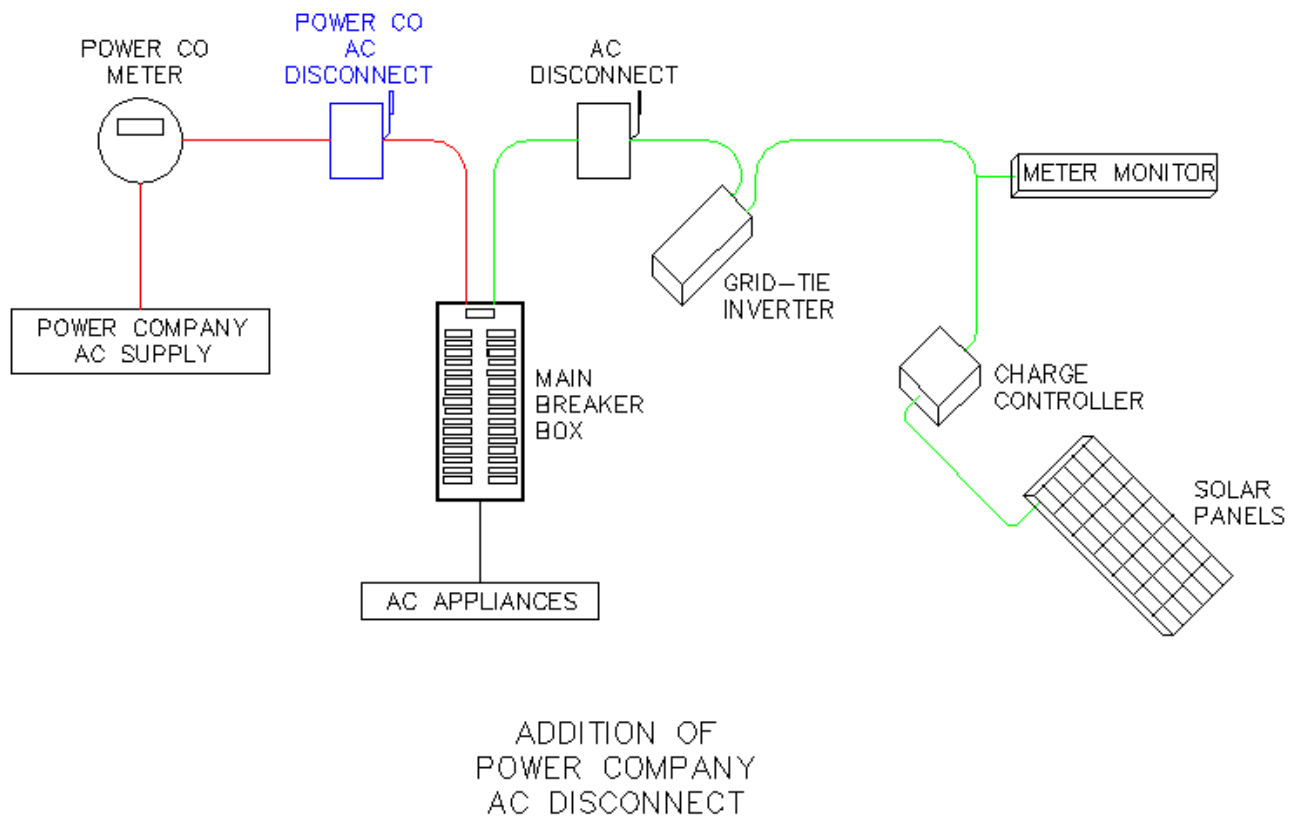 POWER CO
METER
POWER CO
AC
DISCONNECT
AC
DISCONNECT
METER MONITOR
GRID-TIE
INVERTER
POWER COMPANY
AC SUPPLY
MAIN
BREAKER
BOX
CHARGE
CONTROLLER
SOLAR
PANELS
AC APPLIANCES
ADDITION OF
POWER COMPANY
AC DISCONNECT